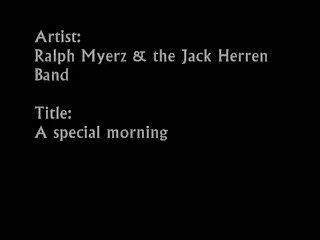 Artist:
Ralph Myerz & the Jack Herren
Band
Title:
A special morning